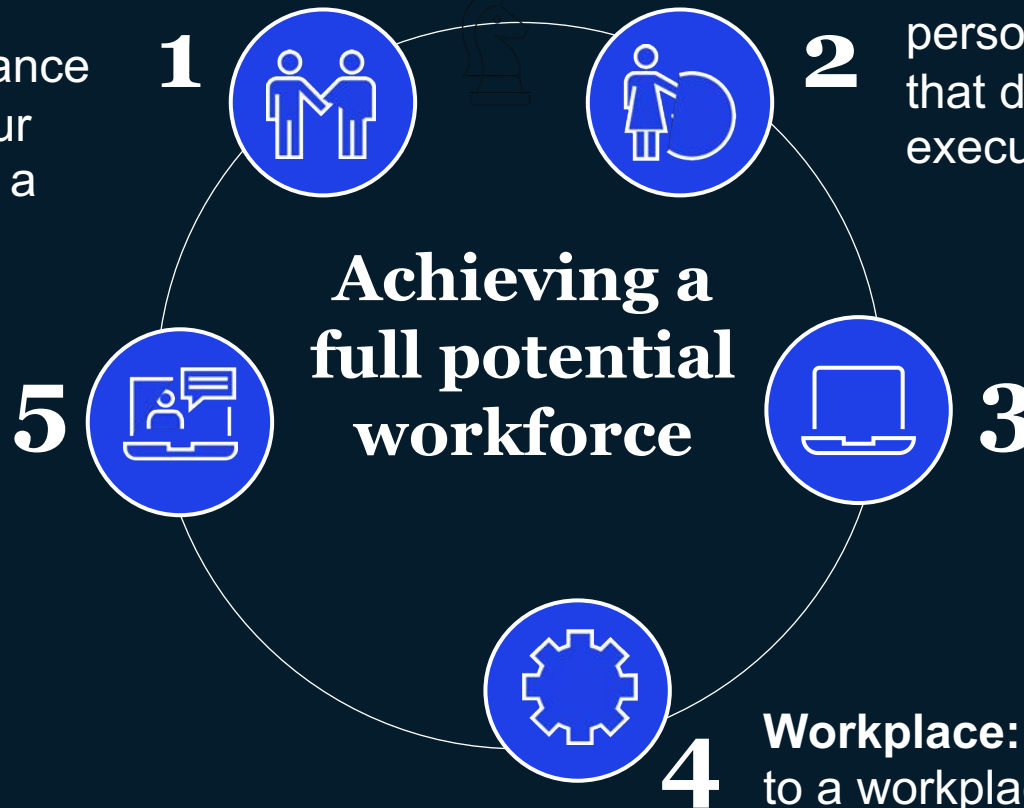 ance
ur
a
1
2
perso
that d
execu
Achieving a
full potential
workforce
5
3
4
Workplace:
to a workpla